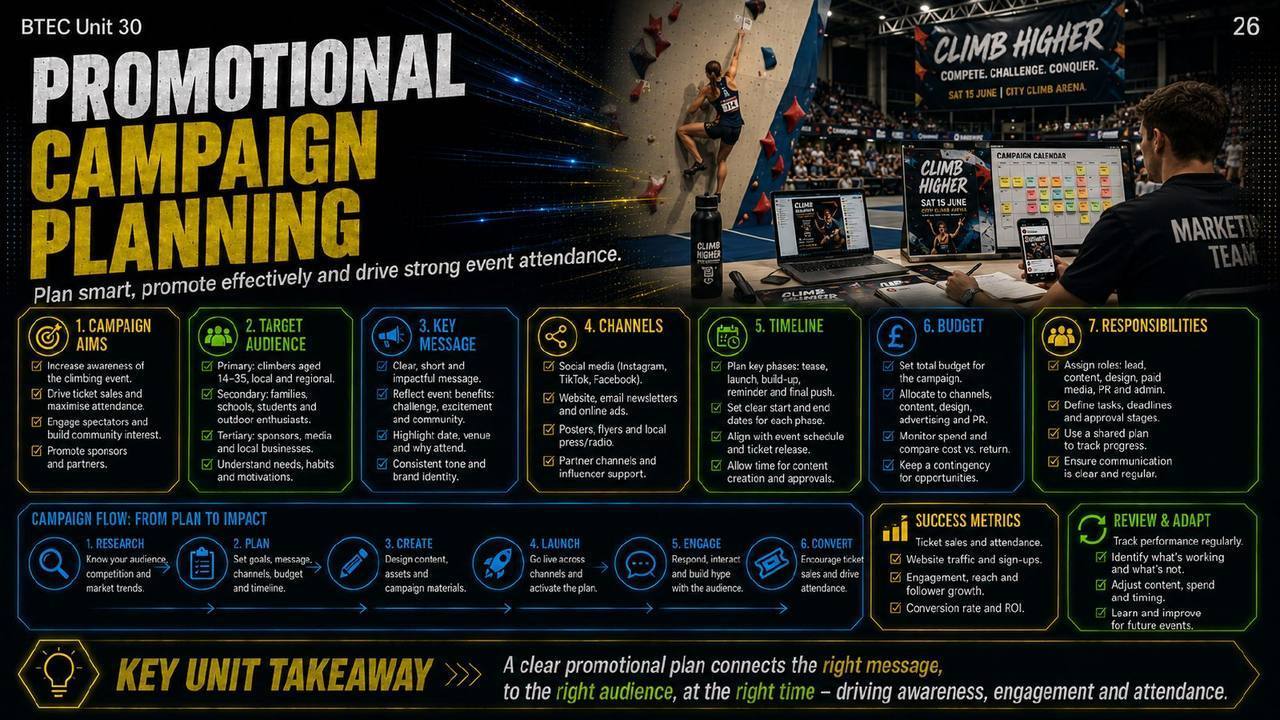 BTEC Unit 30
26
PROMOTIONAL
CAMPAIGN
PLANNING
Plan smart, promote effectively and drive strong event attendance.
CLIMB HIGHER
COMPETE. CHALLENGE. CONQUER.
SAT 15 JUNE | CITY CLIMB ARENA.
314
CLIMB
HIGHER
CLIMB
HIGHER
SAT 15 JUNE
CITY CLIMB ARENA
CAMPAIGN CALENDAR
MARKETI
TEAM
1. CAMPAIGN
AIMS
Increase awareness of
the climbing event.
Drive ticket sales and
maximise attendance.
Engage spectators and
build community interest.
Promote sponsors
and partners.
2. TARGET
AUDIENCE
Primary: climbers aged
14–35, local and regional.
Secondary: families,
schools, students and
outdoor enthusiasts.
Tertiary: sponsors, media
and local businesses.
Understand needs, habits
and motivations.
3. KEY
MESSAGE
Clear, short and
impactful message.
Reflect event benefits:
challenge, excitement
and community.
Highlight date, venue
and why attend.
Consistent tone and
brand identity.
4. CHANNELS
Social media (Instagram,
TikTok, Facebook).
Website, email newsletters
and online ads.
Posters, flyers and local
press/radio.
Partner channels and
influencer support.
5. TIMELINE
Plan key phases: tease,
launch, build-up,
reminder and final push.
Set clear start and end
dates for each phase.
Align with event schedule
and ticket release.
Allow time for content
creation and approvals.
6. BUDGET
Set total budget for
the campaign.
Allocate to channels,
content, design,
advertising and PR.
Monitor spend and
compare cost vs. return.
Keep a contingency
for opportunities.
7. RESPONSIBILITIES
Assign roles: lead,
content, design, paid
media, PR and admin.
Define tasks, deadlines
and approval stages.
Use a shared plan
to track progress.
Ensure communication
is clear and regular.
CAMPAIGN FLOW: FROM PLAN TO IMPACT
1. RESEARCH
Know your audience,
competition and
market trends.
2. PLAN
Set goals, message,
channels, budget
and timeline.
3. CREATE
Design content,
assets and
campaign materials.
4. LAUNCH
Go live across
channels and
activate the plan.
5. ENGAGE
Respond, interact
and build hype
with the audience.
6. CONVERT
Encourage ticket
sales and drive
attendance.
SUCCESS METRICS
Ticket sales and attendance.
Website traffic and sign-ups.
Engagement, reach and
follower growth.
Conversion rate and ROI.
REVIEW & ADAPT
Track performance regularly.
Identify what's working
and what's not.
Adjust content, spend
and timing.
Learn and improve
for future events.
KEY UNIT TAKEAWAY
A clear promotional plan connects the right message,
to the right audience, at the right time – driving awareness, engagement and attendance.